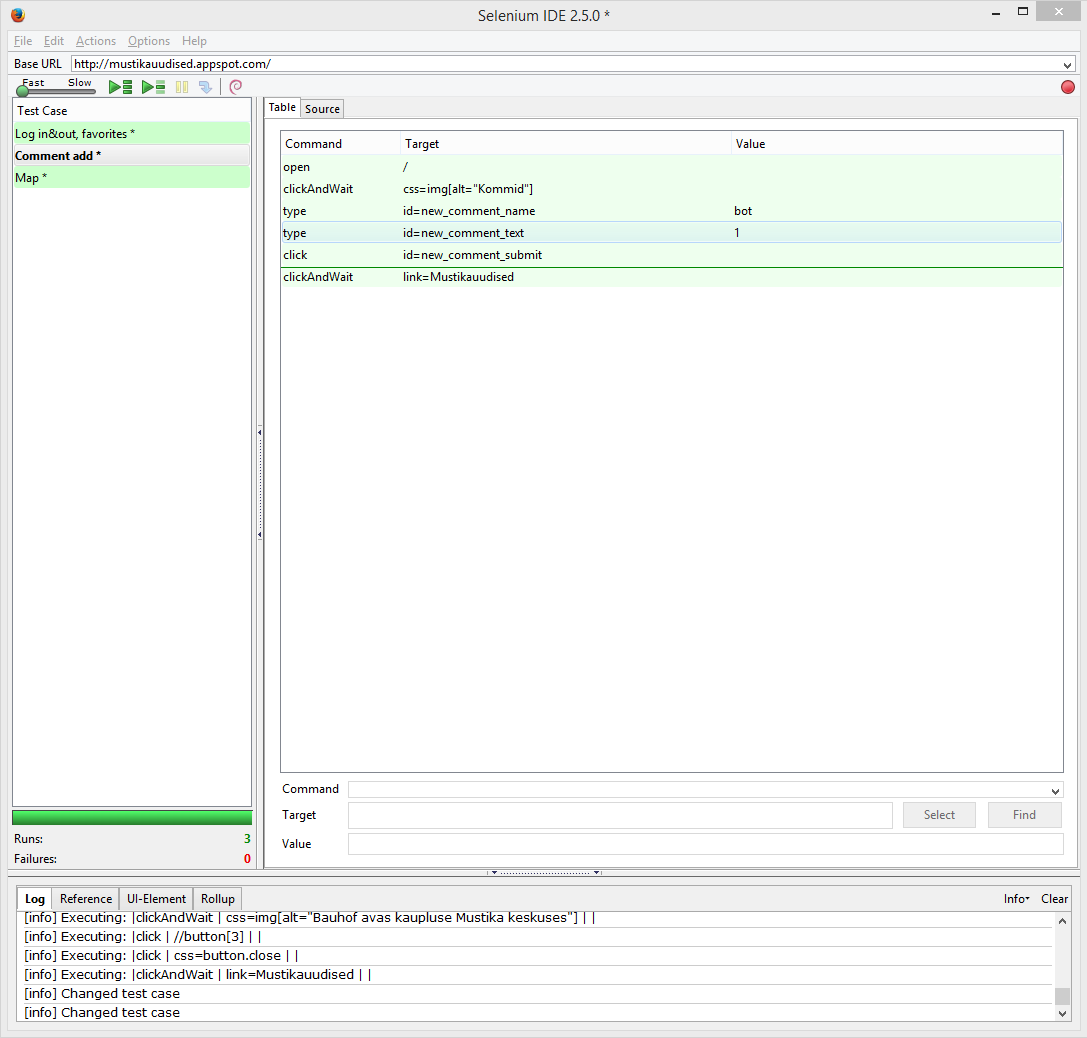 Selenium IDE 2.5.0 *
File Edit Actions Options Help
Base URL http://mustikauudised.appspot.com/
Fast Slow
Test Case
Log in&out, favorites *
Comment add *
Map *
Runs: 3
Failures: 0
Table Source
Command Target Value
open /
clickAndWait css=img[alt="Kommid"]
type id=new_comment_name bot
type id=new_comment_text 1
click id=new_comment_submit
clickAndWait link=Mustikauudised
Command
Target Select Find
Value
Log Reference UI-Element Rollup Info Clear
[info] Executing: |clickAndWait | css=img[alt="Bauhof avas kaupluse Mustika keskuses"] | |
[info] Executing: |click | //button[3] | |
[info] Executing: |click | css=button.close | |
[info] Executing: |clickAndWait | link=Mustikauudised | |
[info] Changed test case
[info] Changed test case